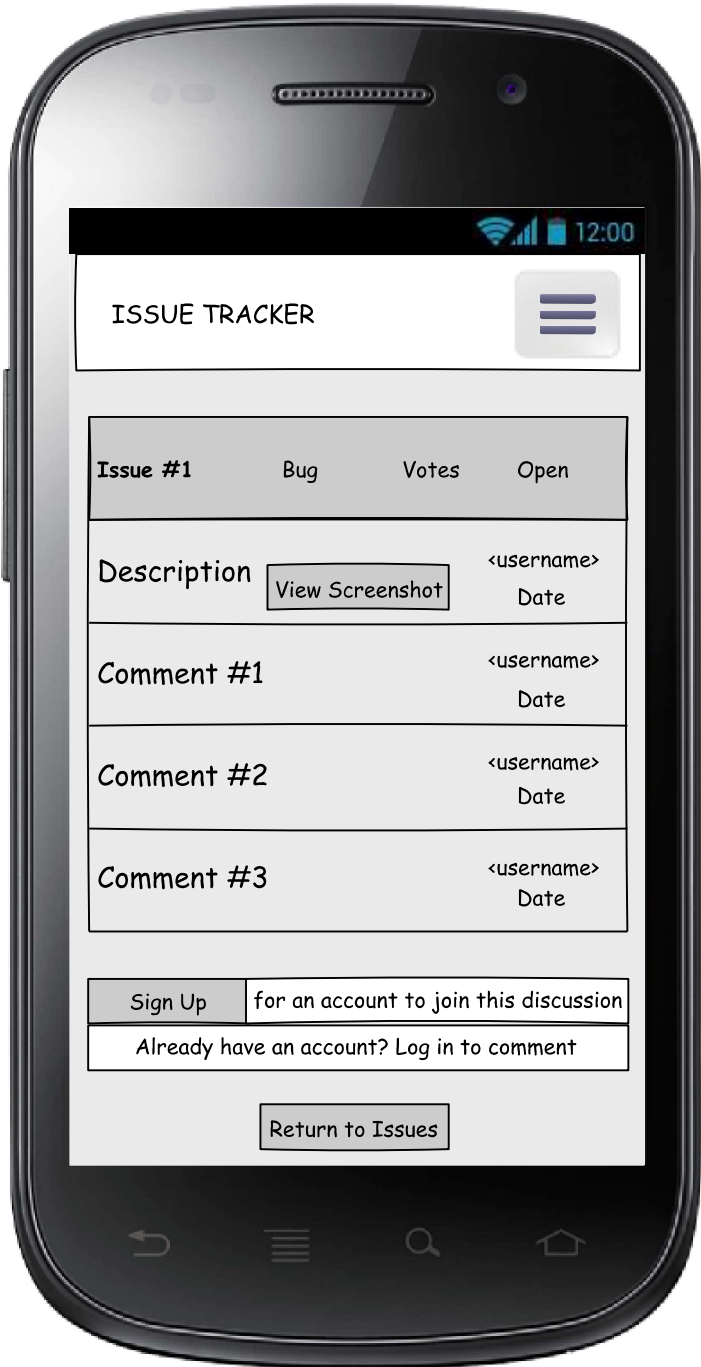 12:00
ISSUE TRACKER
Issue #1 Bug Votes Open
Description View Screenshot <username>
Date
Comment #1 <username>
Date
Comment #2 <username>
Date
Comment #3 <username>
Date
Sign Up for an account to join this discussion
Already have an account? Log in to comment
Return to Issues